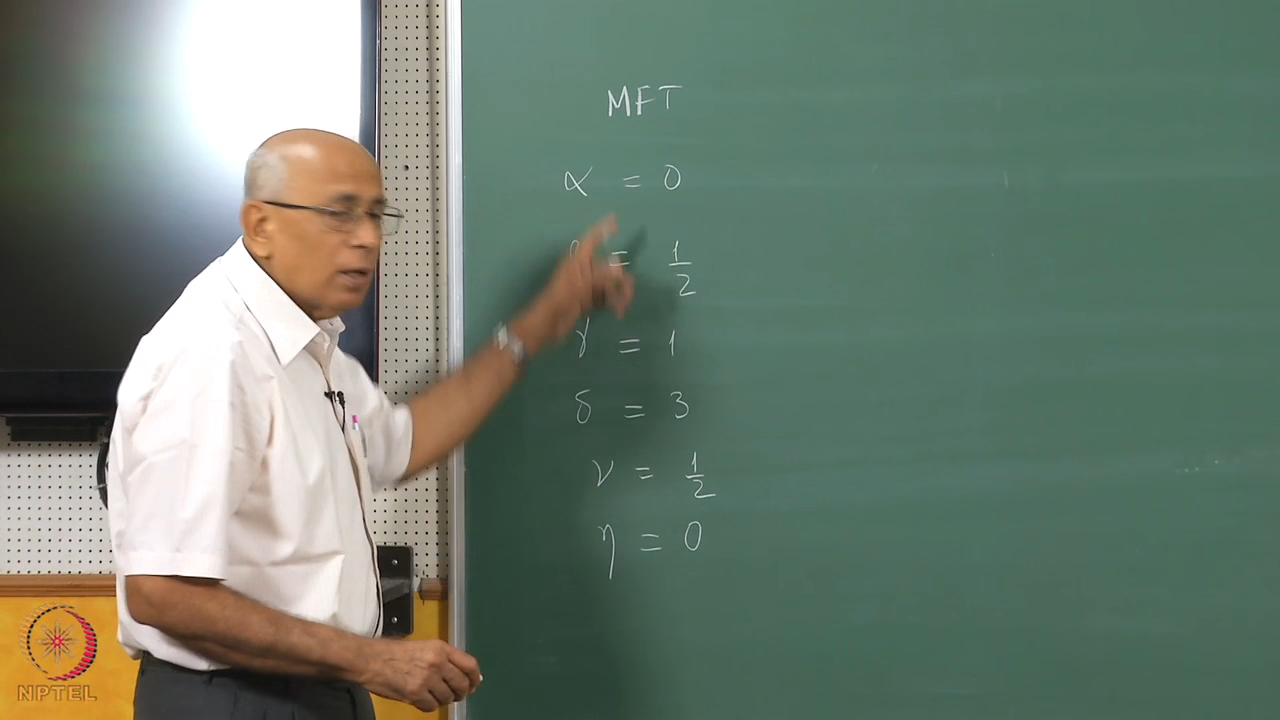 MFT
α = 0
= 1/2
γ = 1
δ = 3
ν = 1/2
η = 0
NPTEL